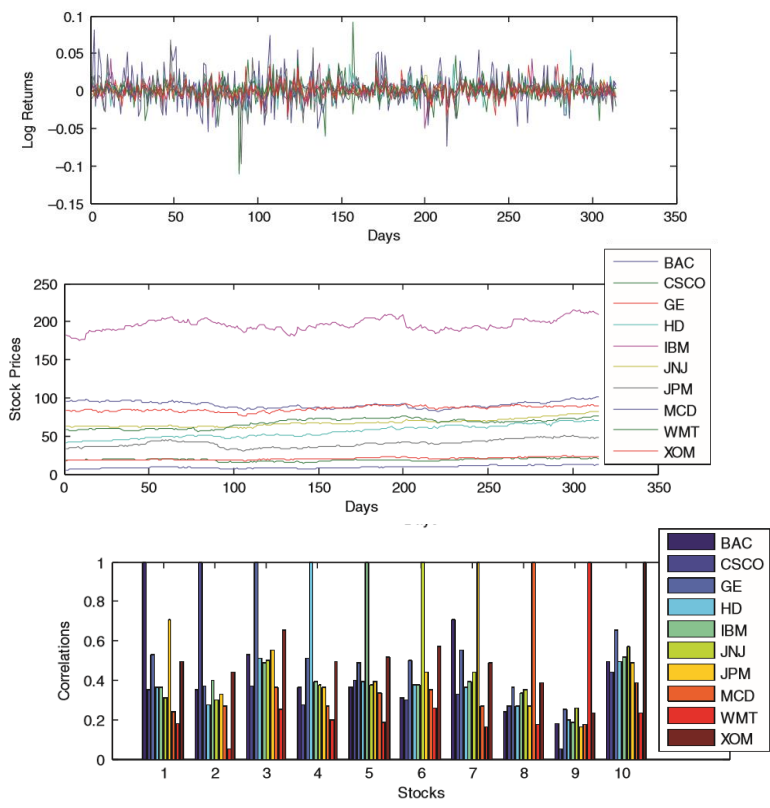 0.1
0.05
0
−0.05
−0.1
−0.15
Log Returns
0 50 100 150 200 250 300 350
Days
250
200
150
100
50
0
Stock Prices
0 50 100 150 200 250 300 350
Days
BAC
CSCO
GE
HD
IBM
JNJ
JPM
MCD
WMT
XOM
1
0.8
0.6
0.4
0.2
0
Correlations
1 2 3 4 5 6 7 8 9 10
Stocks
BAC
CSCO
GE
HD
IBM
JNJ
JPM
MCD
WMT
XOM